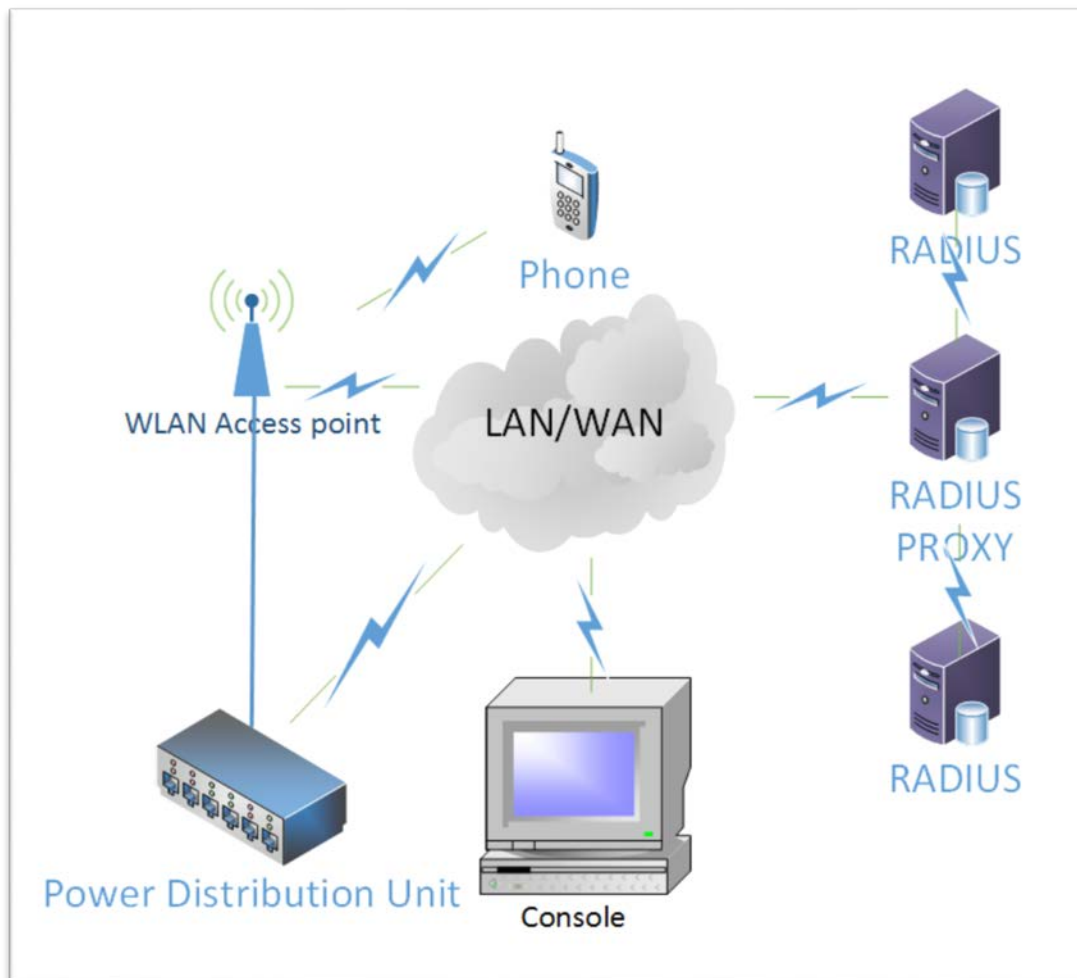 RADIUS
Phone
WLAN Access point
LAN/WAN
RADIUS
PROXY
RADIUS
Power Distribution Unit
Console